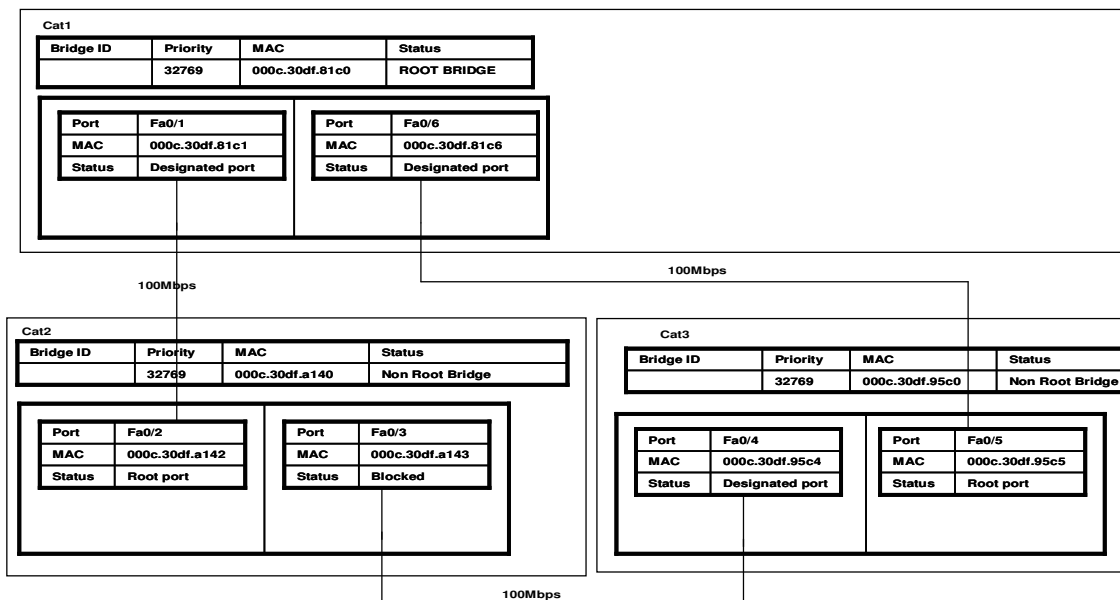 Cat1
Bridge ID Priority MAC Status
32769 000c.30df.81c0 ROOT BRIDGE
Port Fa0/1
MAC 000c.30df.81c1
Status Designated port
Port Fa0/6
MAC 000c.30df.81c6
Status Designated port
100Mbps
100Mbps
Cat2
Bridge ID Priority MAC Status
32769 000c.30df.a140 Non Root Bridge
Port Fa0/2
MAC 000c.30df.a142
Status Root port
Port Fa0/3
MAC 000c.30df.a143
Status Blocked
Cat3
Bridge ID Priority MAC Status
32769 000c.30df.95c0 Non Root Bridge
Port Fa0/4
MAC 000c.30df.95c4
Status Designated port
Port Fa0/5
MAC 000c.30df.95c5
Status Root port
100Mbps